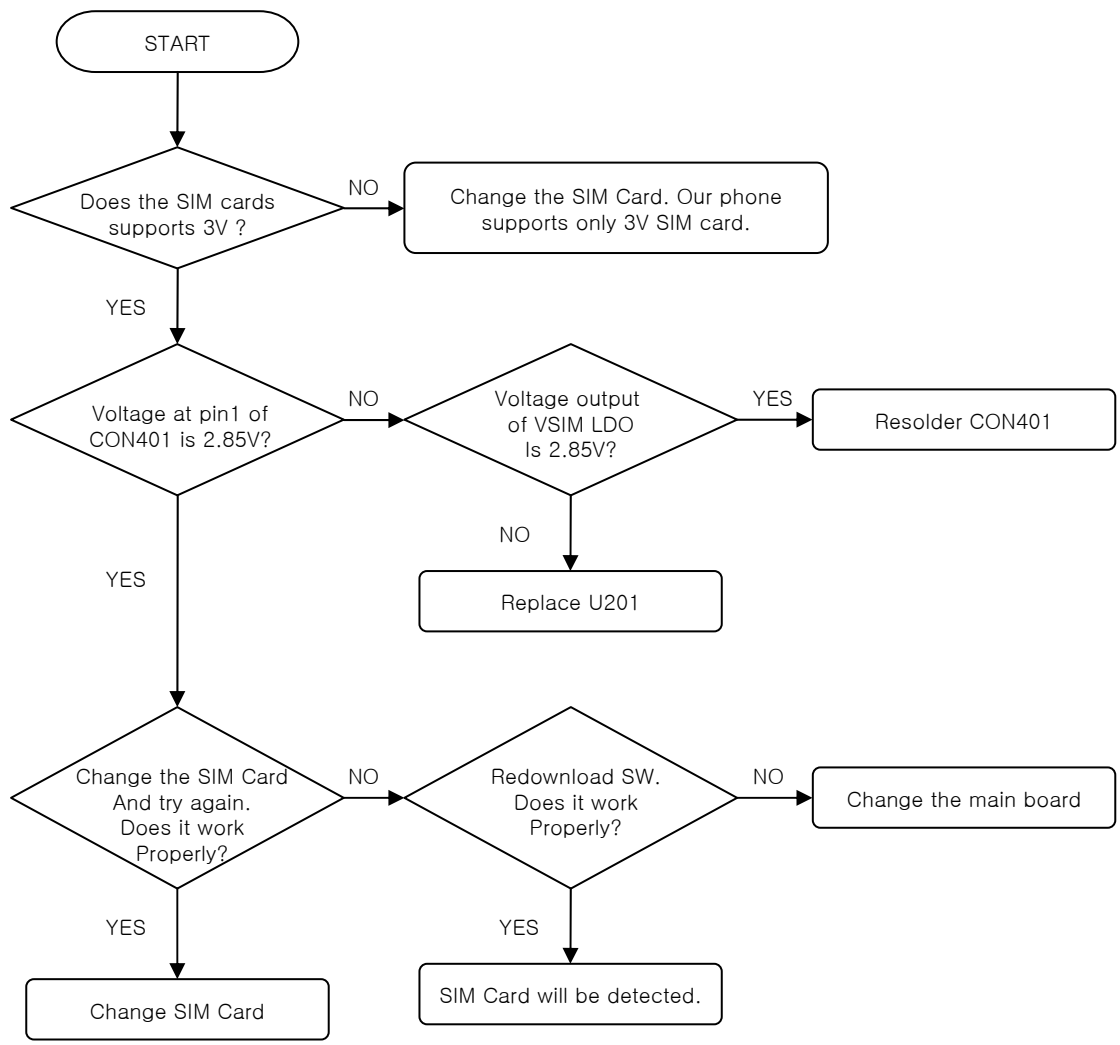 START
Does the SIM cards
supports 3V ?
NO
Change the SIM Card. Our phone
supports only 3V SIM card.
YES
Voltage at pin1 of
CON401 is 2.85V?
NO
Voltage output
of VSIM LDO
Is 2.85V?
YES
Resolder CON401
NO
Replace U201
YES
Change the SIM Card
And try again.
Does it work
Properly?
NO
Redownload SW.
Does it work
Properly?
NO
Change the main board
YES
Change SIM Card
YES
SIM Card will be detected.